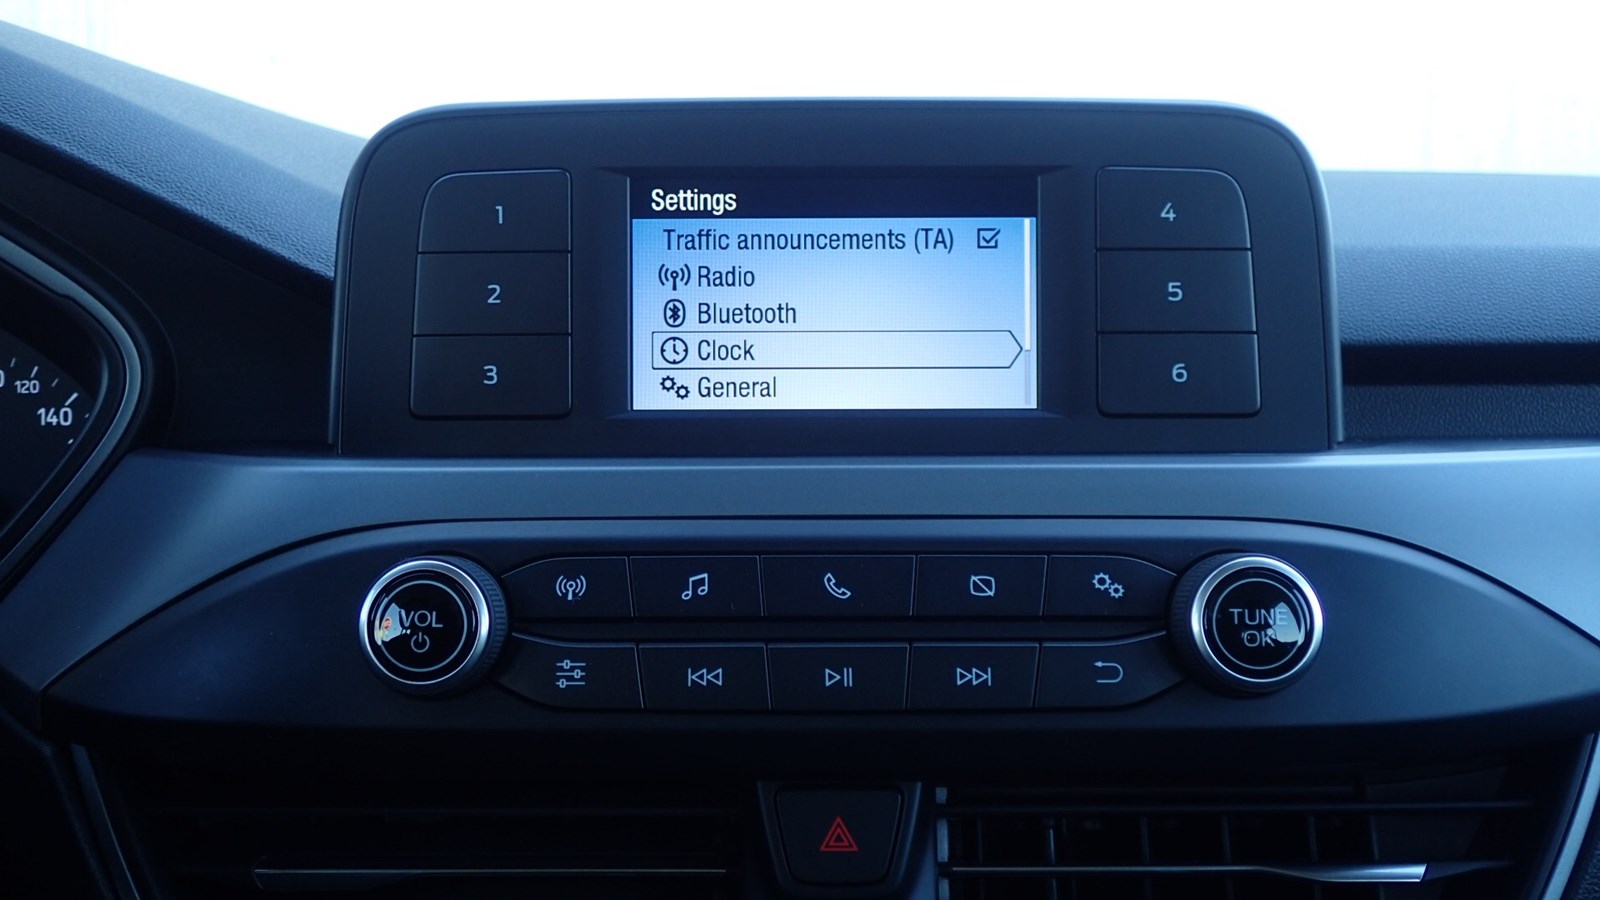 Settings
Traffic announcements (TA)
Radio
Bluetooth
Clock
General
1
2
3
4
5
6
120
140
VOL
TUNE
OK